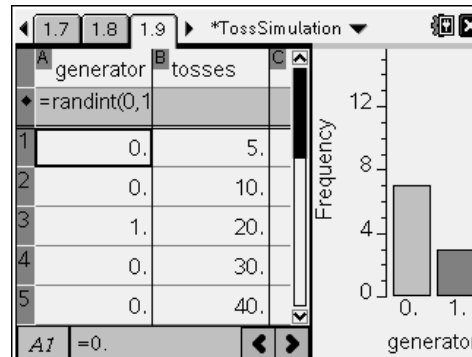 1.7 1.8 1.9 *TossSimulation
A generator B tosses C
=randint(0,1
1 0. 5.
2 0. 10.
3 1. 20.
4 0. 30.
5 0. 40.
A1 =0.
Frequency
12
8
4
0
0. 1.
generato